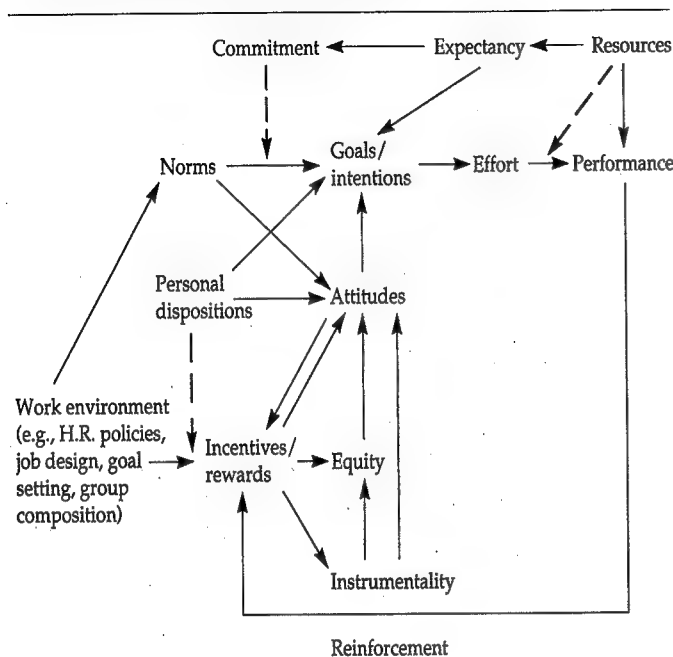 Commitment
Expectancy
Resources
Norms
Goals/
intentions
Effort
Performance
Personal
dispositions
Attitudes
Work environment
(e.g., H.R. policies,
job design, goal
setting, group
composition)
Incentives/
rewards
Equity
Instrumentality
Reinforcement